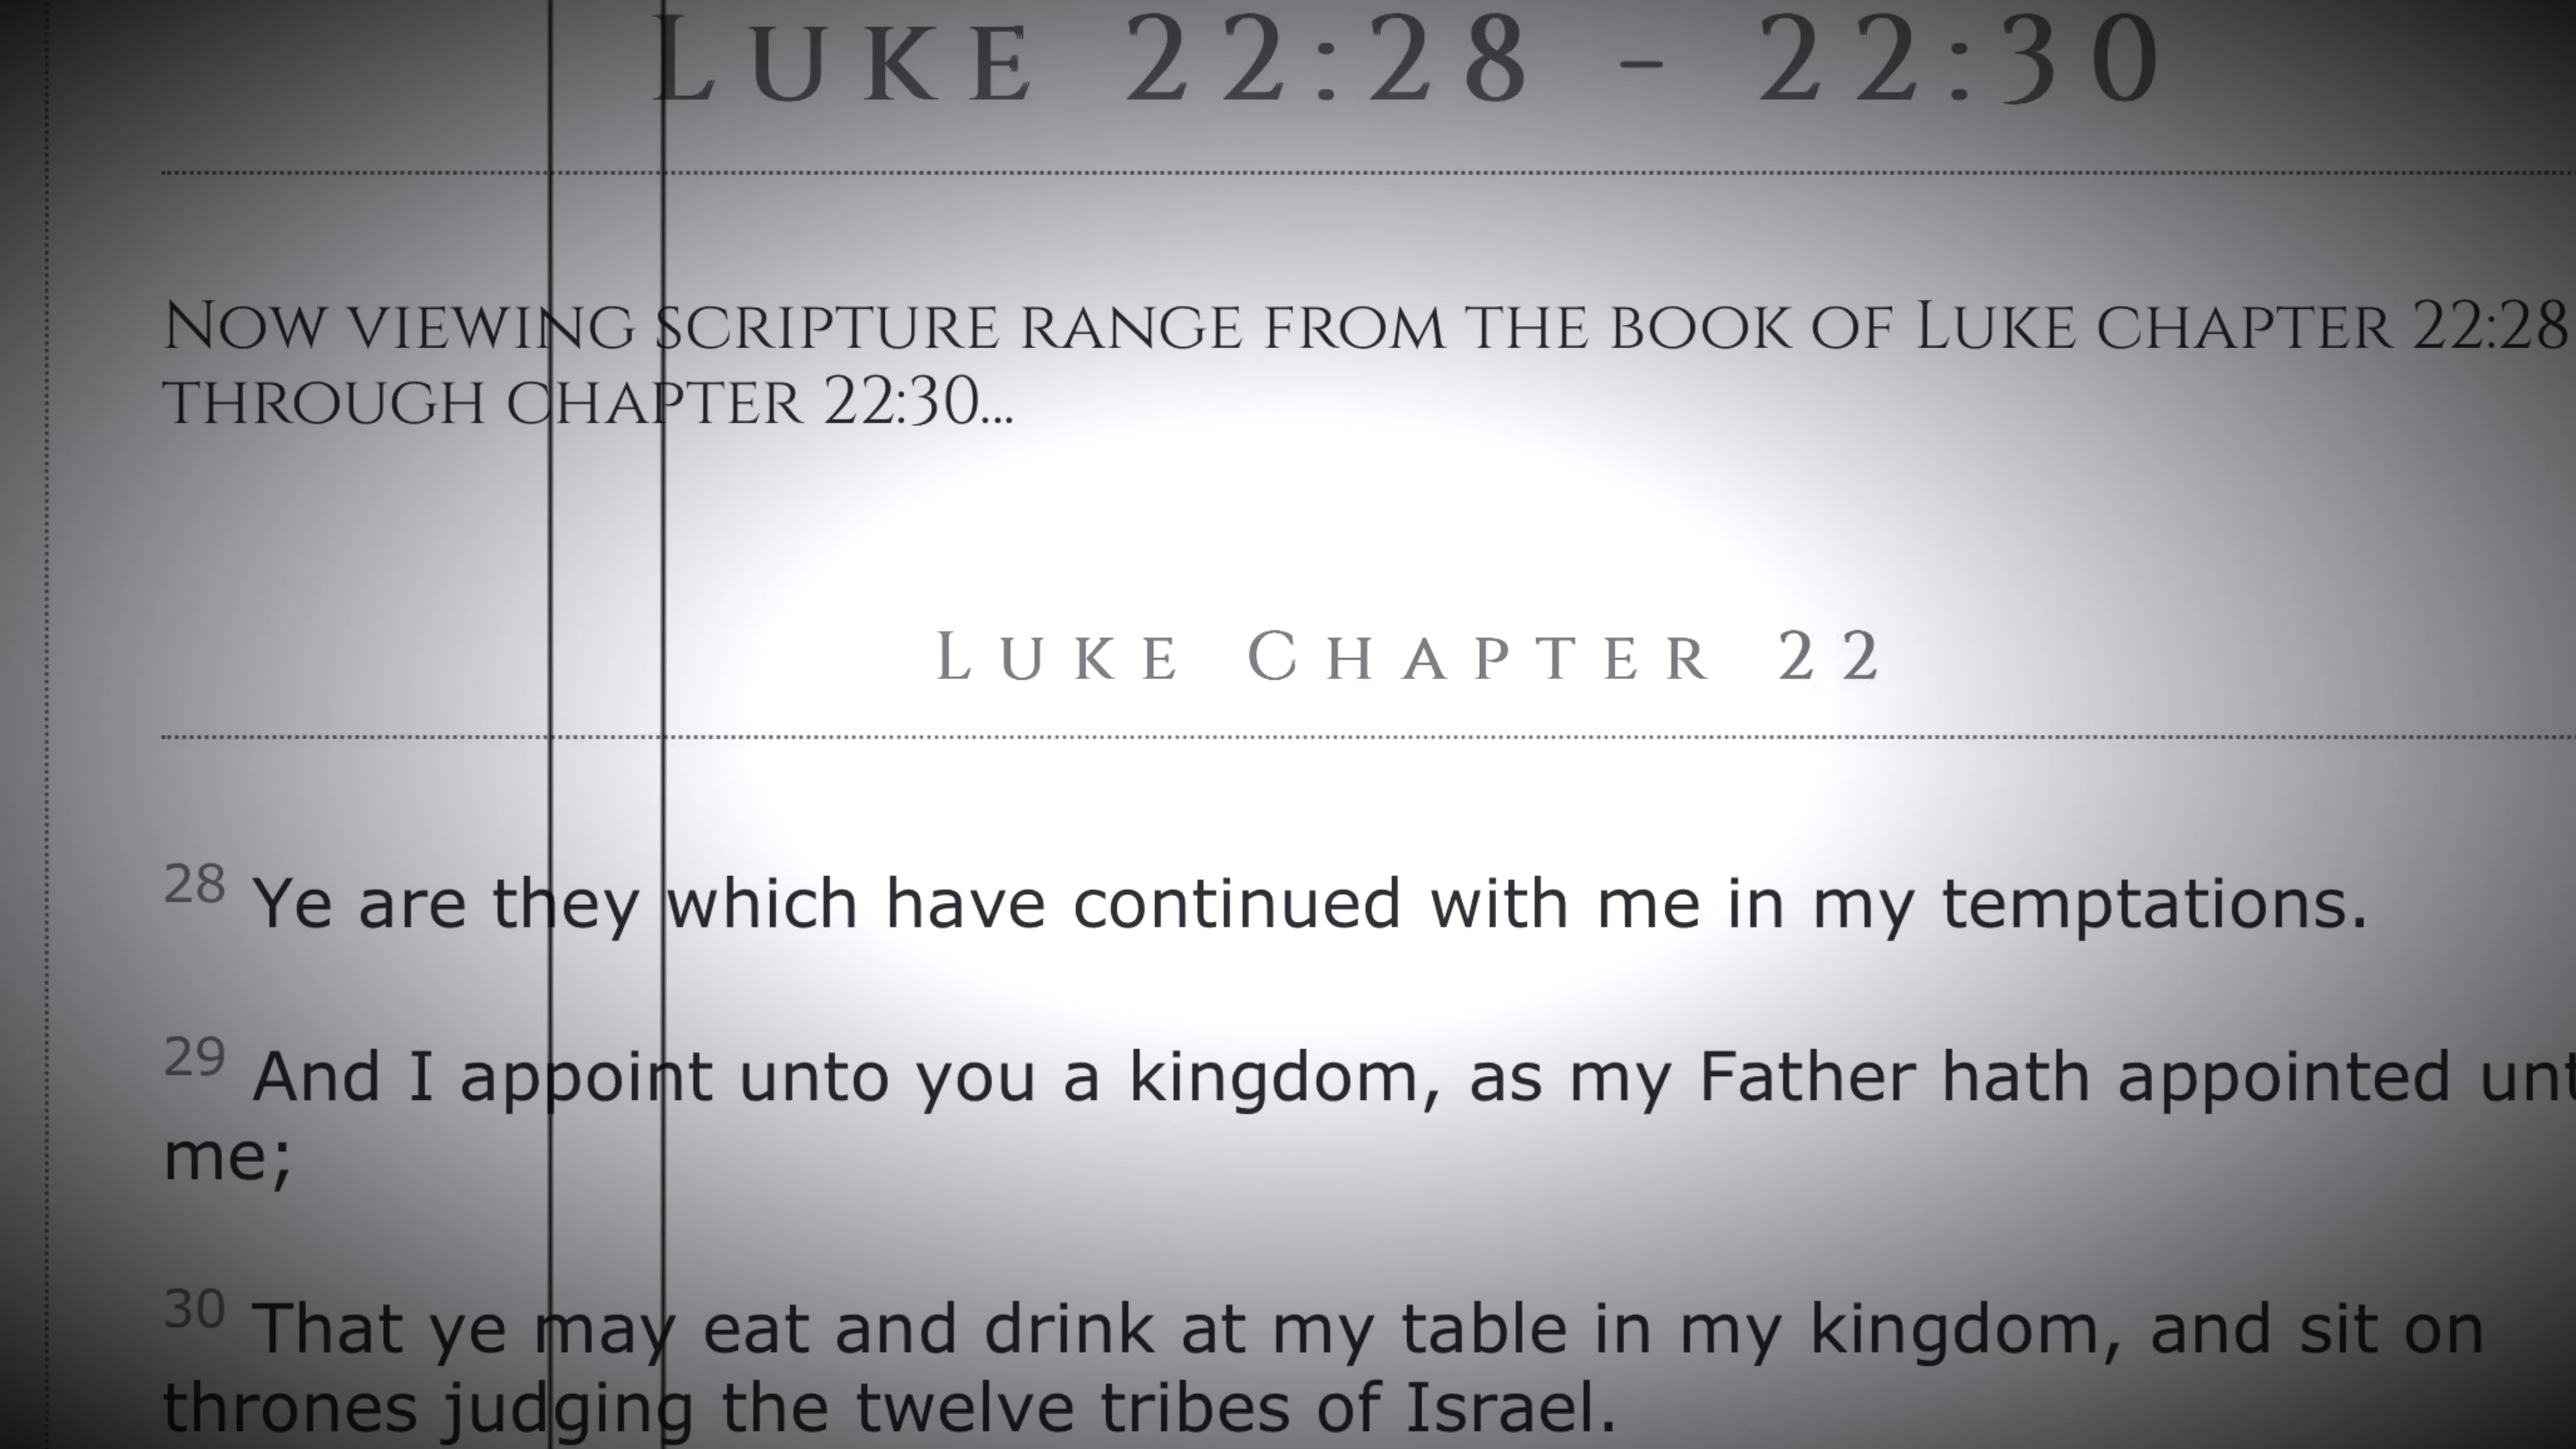 LUKE 22:28 - 22:30
NOW VIEWING SCRIPTURE RANGE FROM THE BOOK OF LUKE CHAPTER 22:28
THROUGH CHAPTER 22:30...
LUKE CHAPTER 22
28 Ye are they which have continued with me in my temptations.
29 And I appoint unto you a kingdom, as my Father hath appointed unt
me;
30 That ye may eat and drink at my table in my kingdom, and sit on
thrones judging the twelve tribes of Israel.